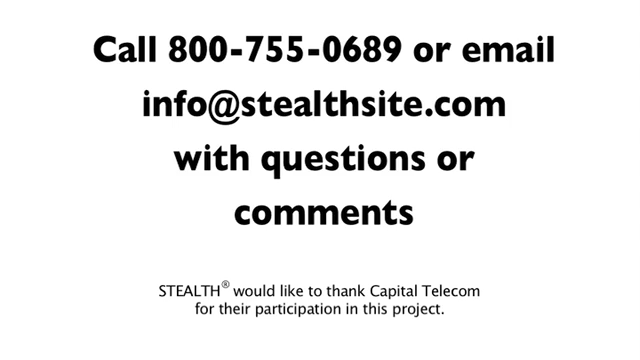 Call 800-755-0689 or email
info@stealthsite.com
with questions or
comments
STEALTH® would like to thank Capital Telecom
for their participation in this project.